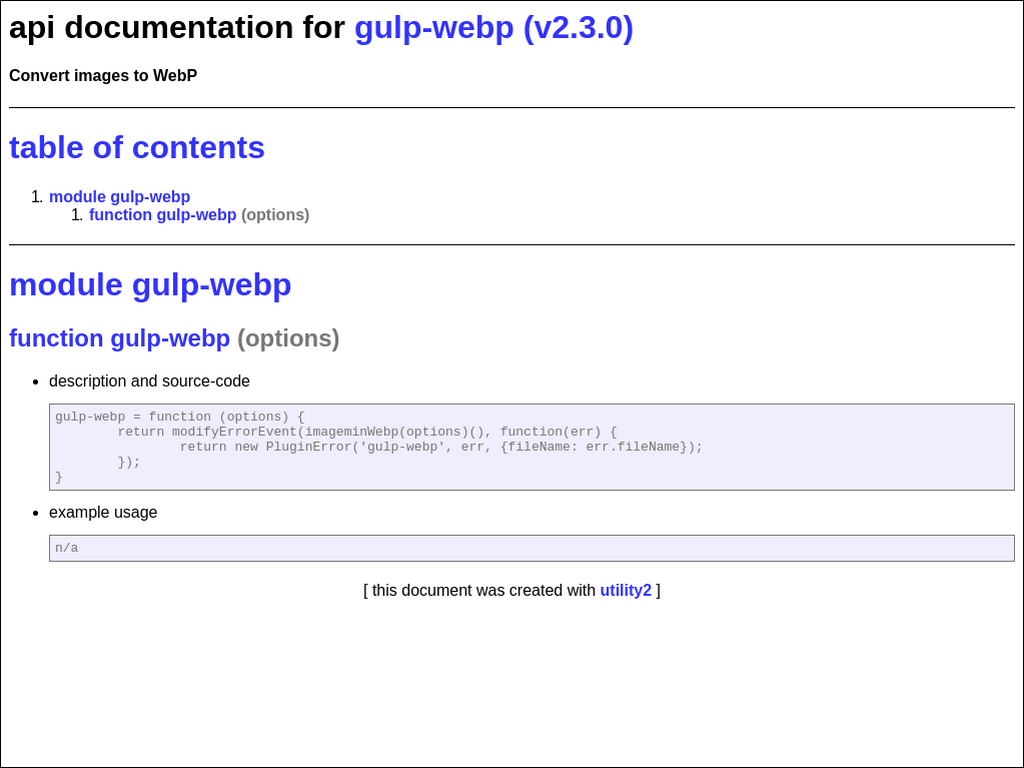 api documentation for gulp-webp (v2.3.0)
Convert images to WebP
table of contents
1. module gulp-webp
1. function gulp-webp (options)
module gulp-webp
function gulp-webp (options)
• description and source-code
gulp-webp = function (options) {
        return modifyErrorEvent(imageminWebp(options)(), function(err) {
                return new PluginError('gulp-webp', err, {fileName: err.fileName});
        });
}
• example usage
n/a
[ this document was created with utility2 ]